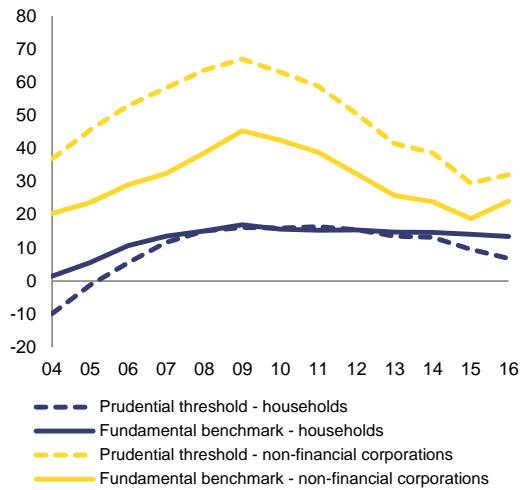 80
70
60
50
40
30
20
10
0
-10
-20
04 05 06 07 08 09 10 11 12 13 14 15 16
Prudential threshold - households
Fundamental benchmark - households
Prudential threshold - non-financial corporations
Fundamental benchmark - non-financial corporations